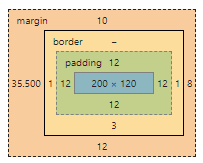 margin 10
border –
padding 12
35.500 1 12 200 × 120 12 1 8
12
3
12